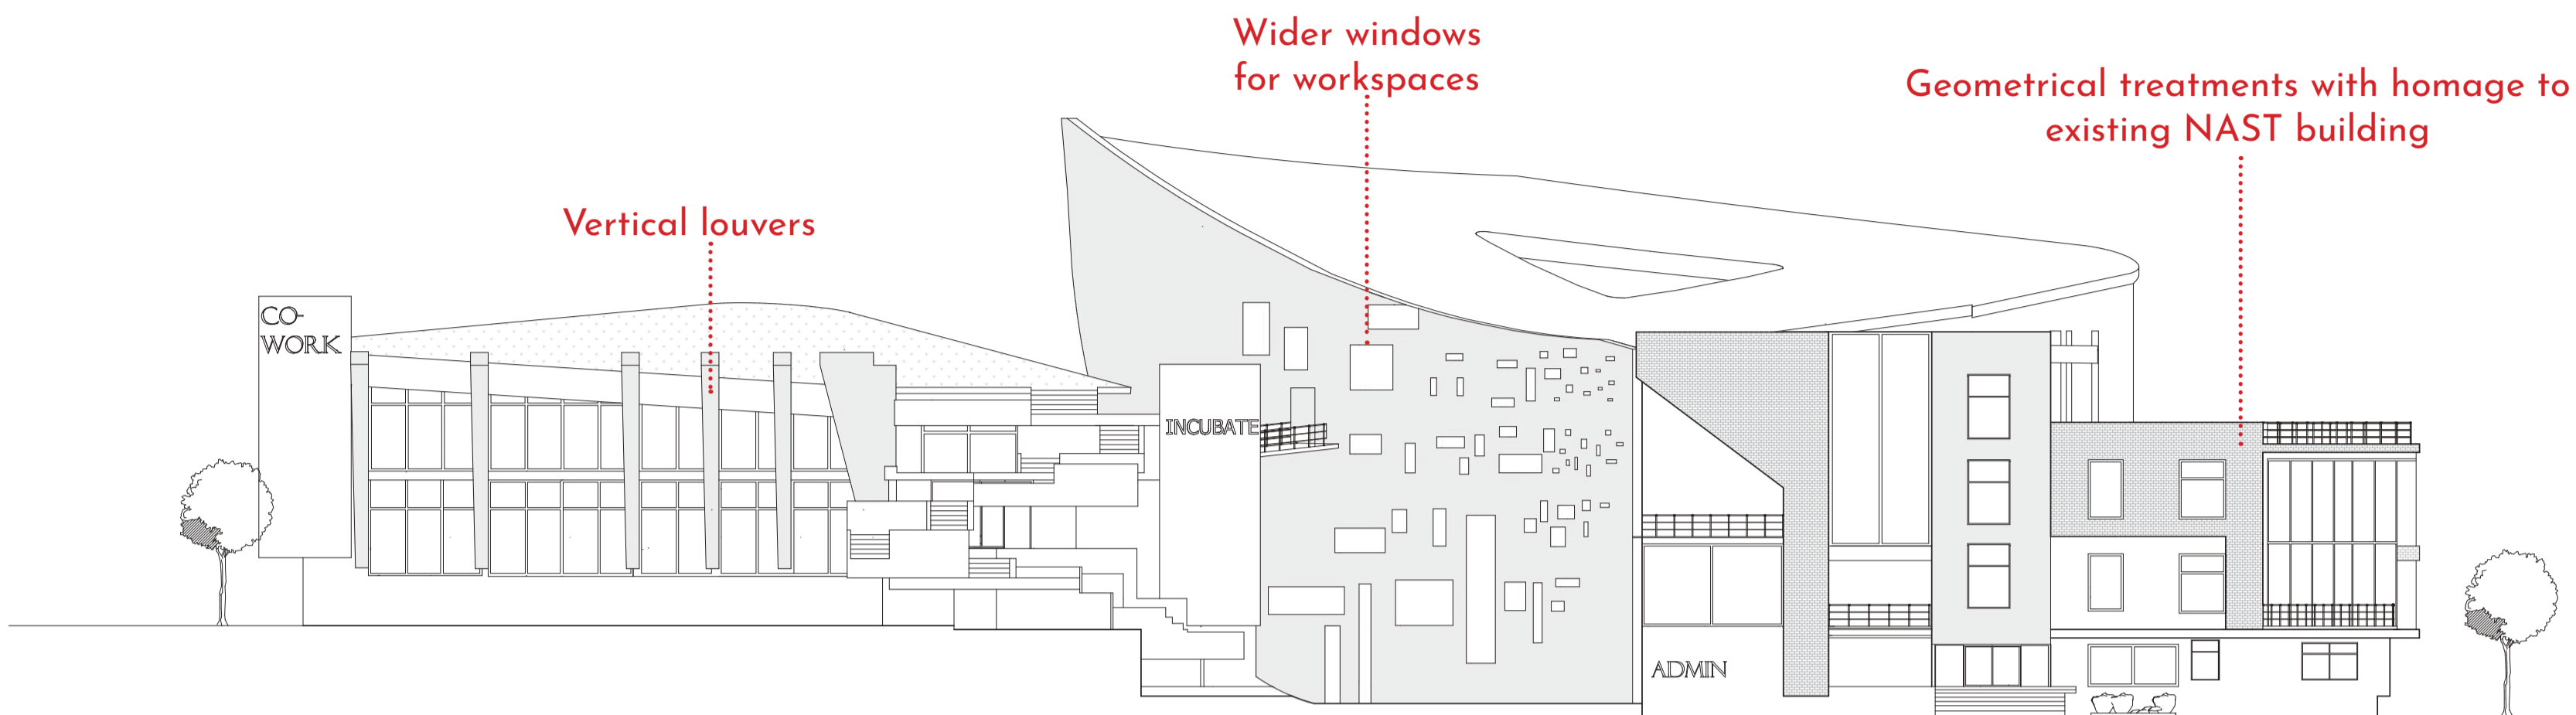 Wider windows
for workspaces
Geometrical treatments with homage to
existing NAST building
Vertical louvers
CO-
WORK
INCUBATE
ADMIN